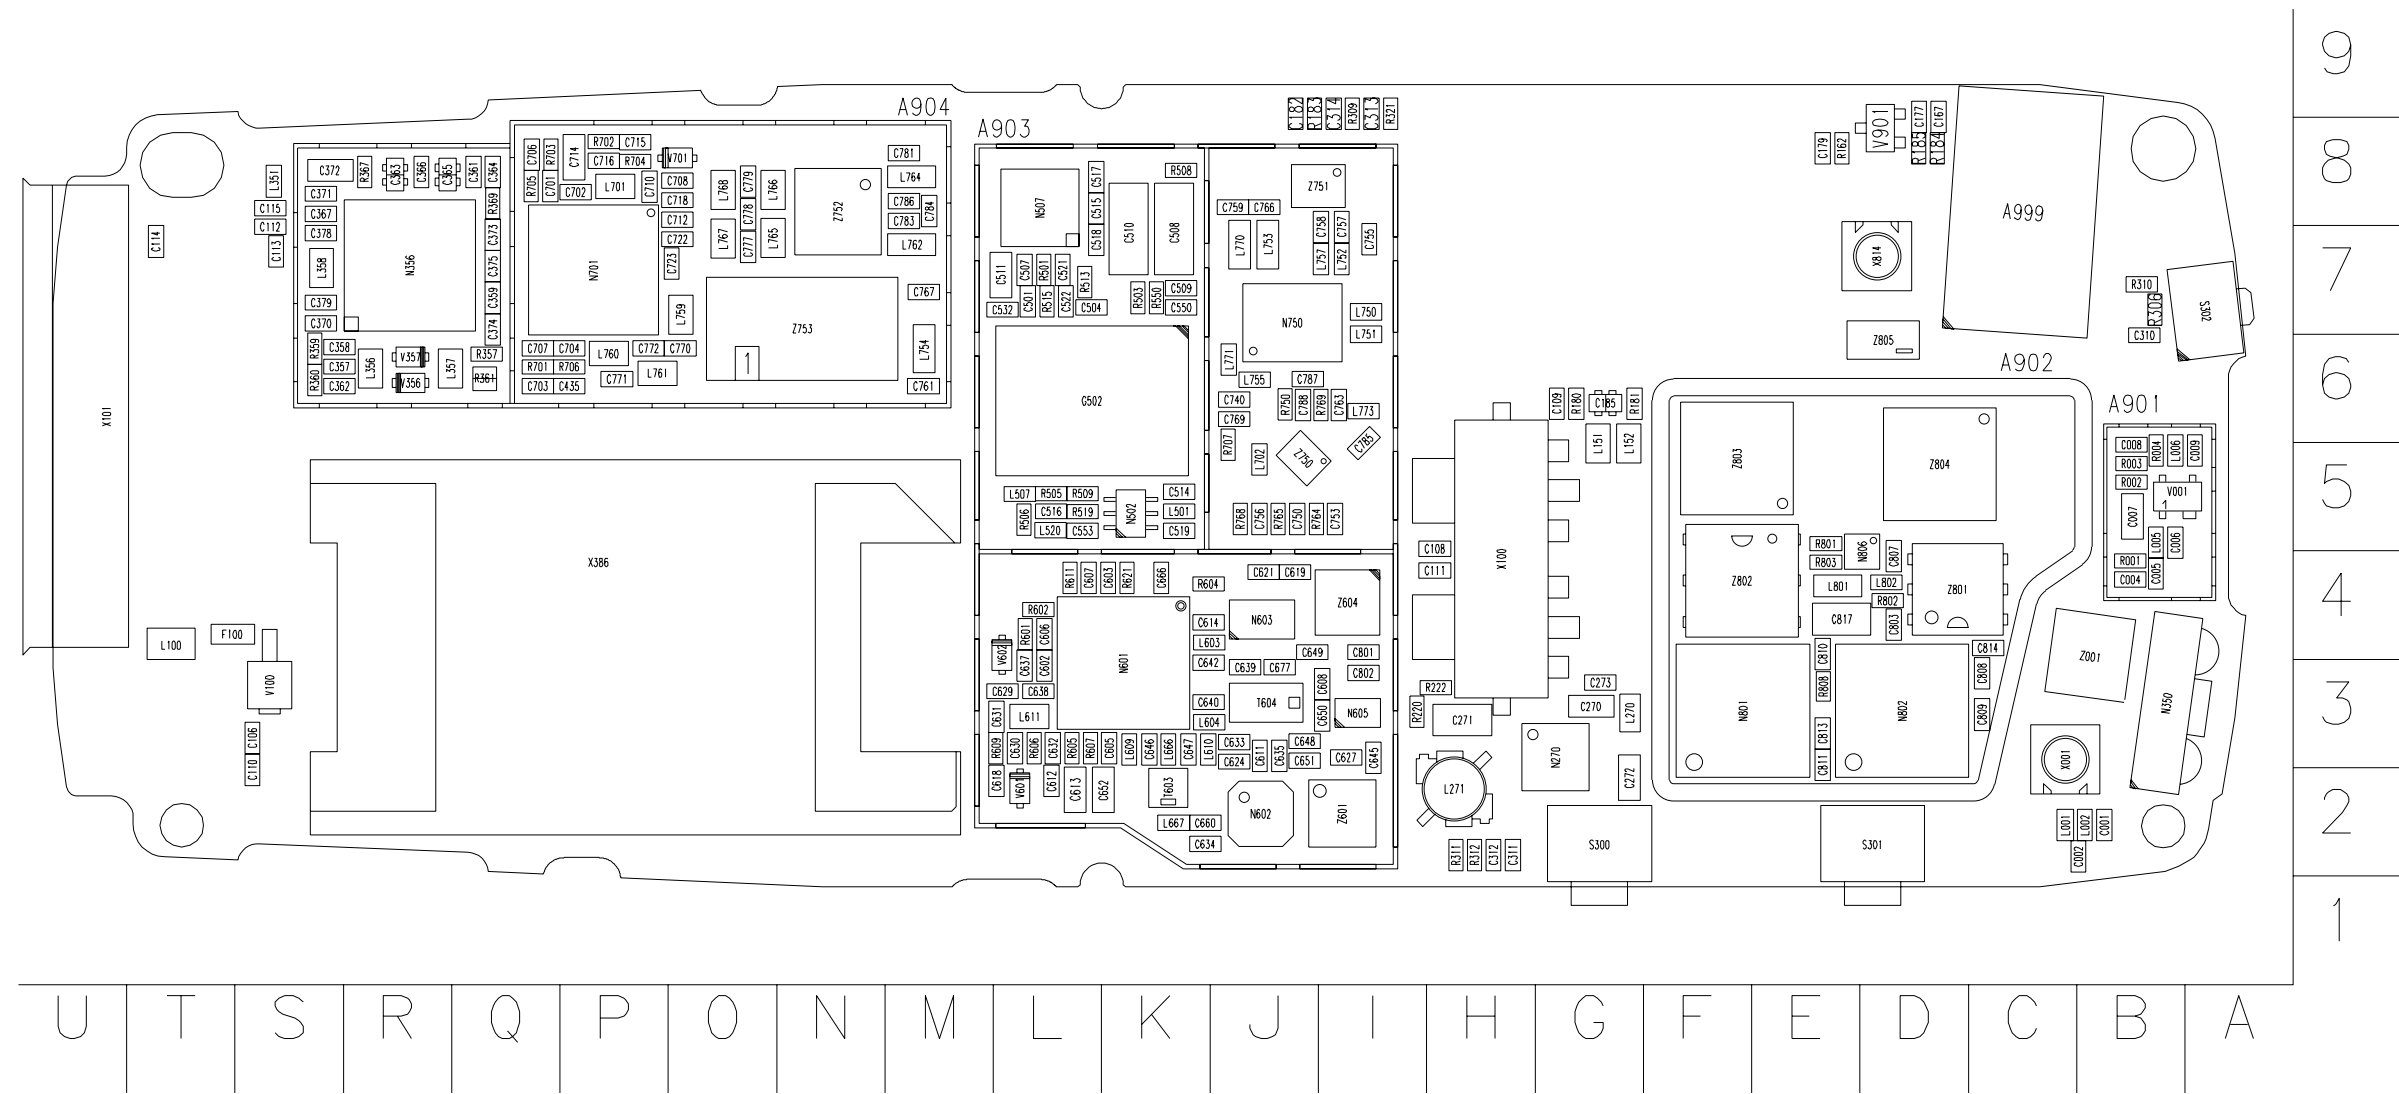 9
A904
C182 R183 C314 R309 C313 R321
V901 C177 C167
A903
C706 R703 C714 R702 C715
C716 R704 V701
C781
C179 R162 R185 R184
8
L351 C372 R367 C363 C366 C365 C361 C364
R705 C701 C702 L701 C710 C708
L768 C779 L766 L764
C517 R508
Z751
C371 R369
C115 C367
C718 C778 Z752 C786 C784
N507 C515 C510 C508
C759 C766
A999
C112 C378 C373
C712 C783
C758 C757
C114 C113
C722 L767 C777 L765 L762
C518
L770 L753 C755
L358 N356 C375
N701 C723
C511 C507 R501 C521 R513
L757 L752
X814
7
C379 C359
C767
C501 R515 C522 R503 R550 C509
R310
C532 C504 C550
L750
R306 S302
C370 C374
L759 Z753
N750
L751
Z805
C310
R359 C358 V357 R357
C707 C704 L760 C772 C770
L754
L771
A902
C357 L356 L357
R701 R706 L761
1
R360 C362 V356 R361
C703 C435 C771
C761
L755 C787
6
X101
G502
C740 R750 C788 R769 C763 L773
C109 R180 C185 R181
A901
C769
R707 C785
L151 L152
C008 R004 L006 C009
L702 Z750
Z803 Z804
R003
R002 V001
1
5
L507 R505 R509 C514
C516 R519 N502 L501
R506 L520 C553 C519
R768 C756 R765 C750 R764 C753
C007
C108
R801 N806 C807
L005 C006
X386
X100
R803
R001
C111
R611 C607 C603 R621 C666 R604 C621 C619
Z802
L801 L802
C004 C005
Z801
4
R602
Z604
R802
C614 N603
C817 C803
L100 F100
R601 C606
L603
V602 C637 C602 N601 C642 C639 C677 C649 C801
C802
C810 C814
Z001
V100
C629 C638
C608
R222
C273
R808 C808
N350
3
C640 T604
C631 L611
L604 C650 N605
R220 C271
C270 L270
N801 N802 C809
C106
R609 C630 R606 C632 R605 R607 C605 L609 C646 L666 C647 L610 C633 C648
C624 C611 C635 C651 C627 C645
N270
C813
C110
C618 V601 C612 C613 C652 T603
L271
C272
C811
X001
N602 Z601
2
L667 C660
C634
L001 L002 C001
R311 R312 C312 C311
S300 S301
C002
1
U T S R Q P O N M L K J I H G F E D C B A